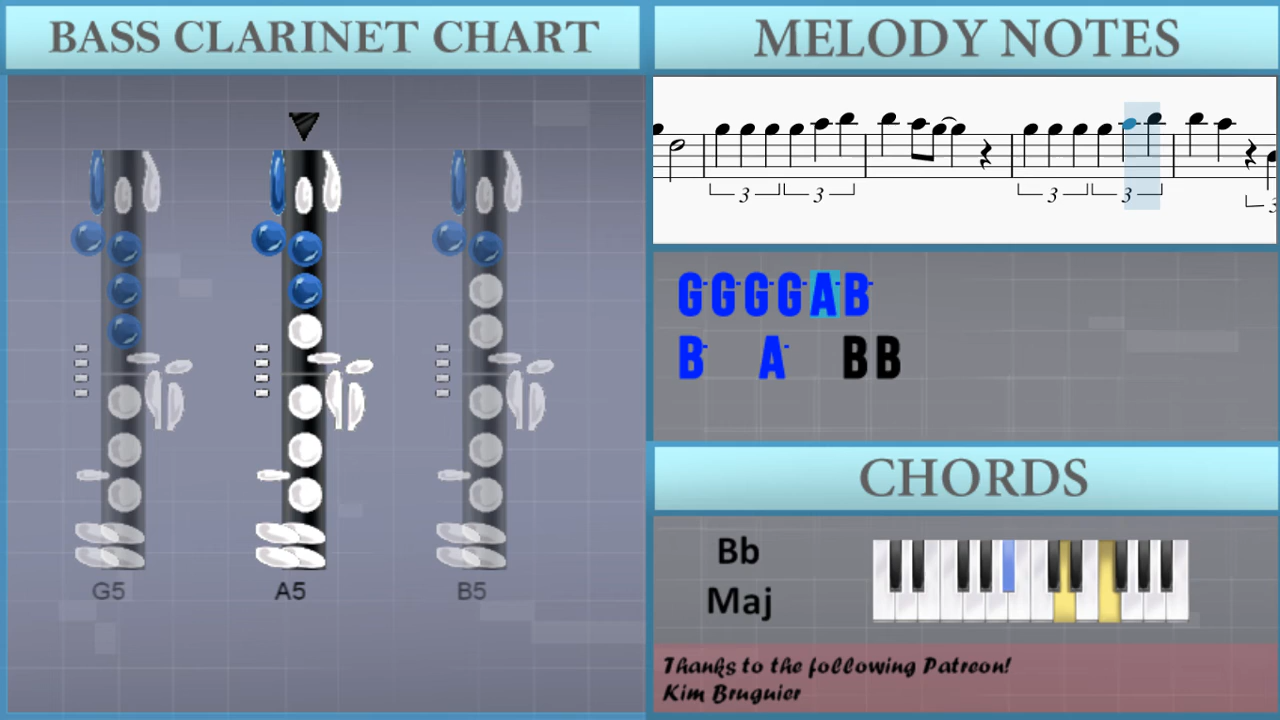 BASS CLARINET CHART
G5 A5 B5
MELODY NOTES
3 3 3 3 3
GGGGAB
B A BB
CHORDS
Bb
Maj
Thanks to the following Patreon!
Kim Bruguier